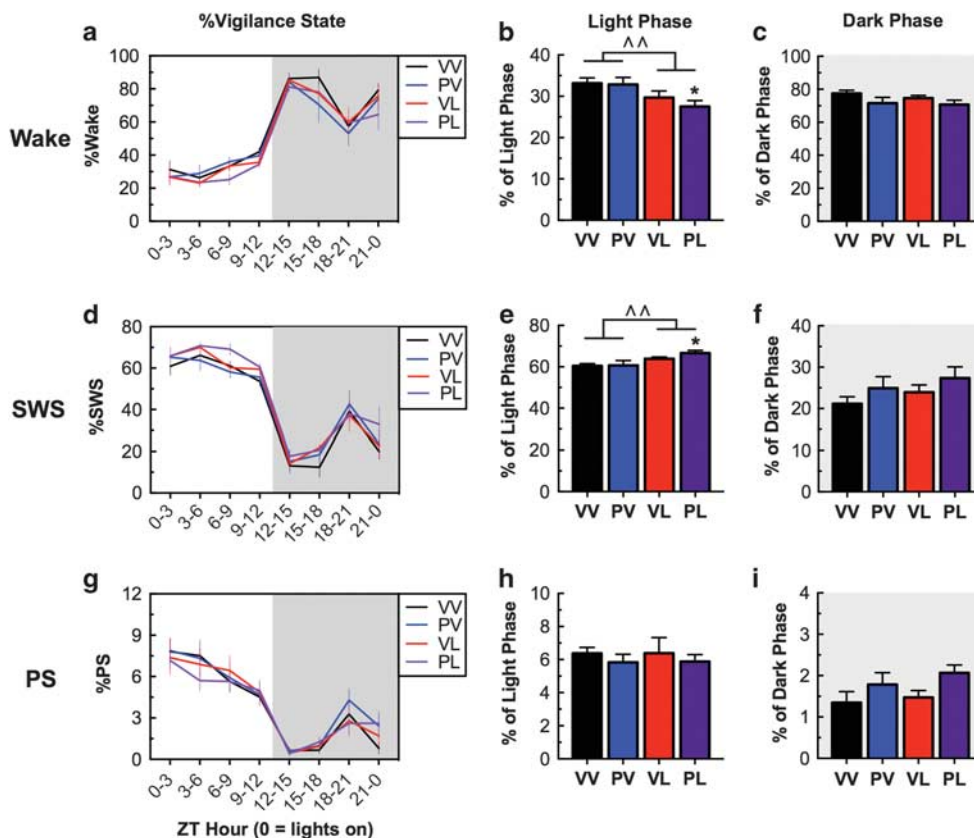 %Vigilance State
Light Phase
Dark Phase
a
b
c
Wake
%Wake
100
80
60
40
20
0
0-3
3-6
6-9
9-12
12-15
15-18
18-21
21-0
VV
PV
VL
PL
% of Light Phase
40
30
20
10
0
^^
*
VV PV VL PL
% of Dark Phase
100
80
60
40
20
0
VV PV VL PL
d
e
f
SWS
%SWS
80
60
40
20
0
0-3
3-6
6-9
9-12
12-15
15-18
18-21
21-0
VV
PV
VL
PL
% of Light Phase
80
60
40
20
0
^^
*
VV PV VL PL
% of Dark Phase
40
30
20
10
0
VV PV VL PL
g
h
i
PS
%PS
12
9
6
3
0
0-3
3-6
6-9
9-12
12-15
15-18
18-21
21-0
ZT Hour (0 = lights on)
VV
PV
VL
PL
% of Light Phase
10
8
6
4
2
0
VV PV VL PL
% of Dark Phase
4
3
2
1
0
VV PV VL PL